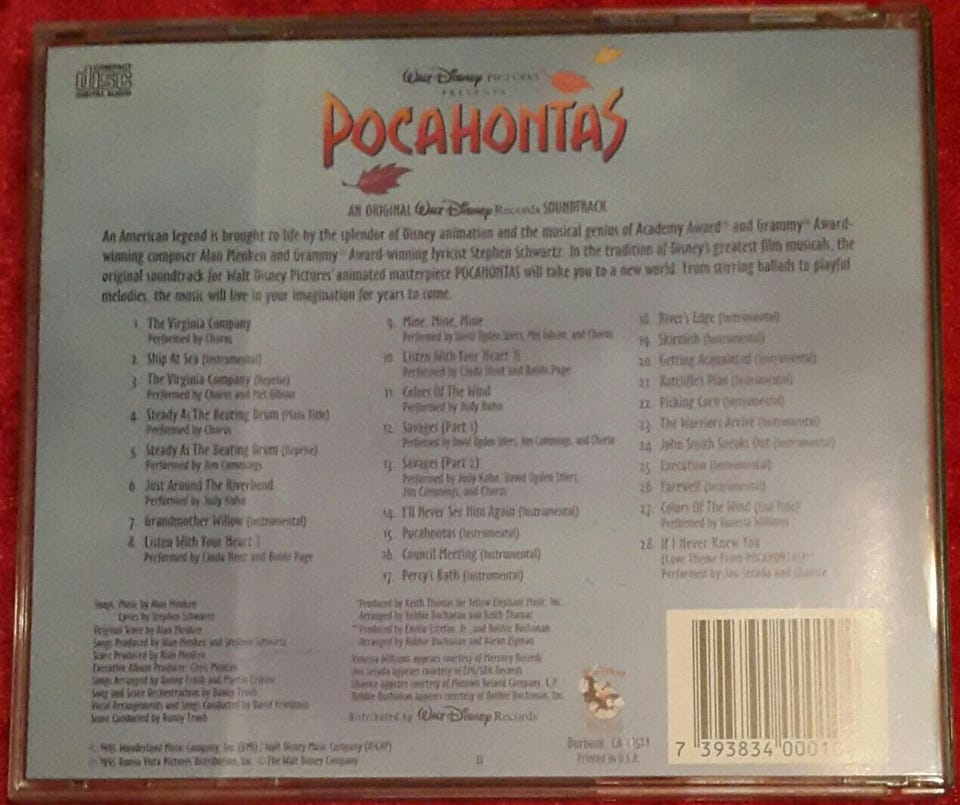 COMPACT
disc
DIGITAL AUDIO
Walt Disney PICTURES
PRESENTS
POCAHONTAS
AN ORIGINAL Walt Disney Records SOUNDTRACK
An American legend is brought to life by the splendor of Disney animation and the musical genius of Academy Award® and Grammy® Award-
winning composer Alan Menken and Grammy® Award-winning lyricist Stephen Schwartz. In the tradition of Disney's greatest film musicals, the
original soundtrack for Walt Disney Pictures' animated masterpiece POCAHONTAS will take you to a new world. From stirring ballads to playful
melodies, the music will live in your imagination for years to come.
1. The Virginia Company
Performed by Chorus
2. Ship At Sea (Instrumental)
3. The Virginia Company (Reprise)
Performed by Chorus and Mel Gibson
4. Steady As The Beating Drum (Main Title)
Performed by Chorus
5. Steady As The Beating Drum (Reprise)
Performed by Jim Cummings
6. Just Around The Riverbend
Performed by Judy Kuhn
7. Grandmother Willow (Instrumental)
8. Listen With Your Heart I
Performed by Linda Hunt and Bobbi Page
9. Mine, Mine, Mine
Performed by David Ogden Stiers, Mel Gibson, and Chorus
10. Listen With Your Heart II
Performed by Linda Hunt and Bobbi Page
11. Colors Of The Wind
Performed by Judy Kuhn
12. Savages (Part 1)
Performed by David Ogden Stiers, Jim Cummings, and Chorus
13. Savages (Part 2)
Performed by Judy Kuhn, David Ogden Stiers,
Jim Cummings, and Chorus
14. I'll Never See Him Again (Instrumental)
15. Pocahontas (Instrumental)
16. Council Meeting (Instrumental)
17. Percy's Bath (Instrumental)
18. River's Edge (Instrumental)
19. Skirmish (Instrumental)
20. Getting Acquainted (Instrumental)
21. Ratcliffe's Plan (Instrumental)
22. Picking Corn (Instrumental)
23. The Warriors Arrive (Instrumental)
24. John Smith Sneaks Out (Instrumental)
25. Execution (Instrumental)
26. Farewell (Instrumental)
27. Colors Of The Wind (End Title)*
Performed by Vanessa Williams
28. If I Never Knew You
(Love Theme From POCAHONTAS)**
Performed by Jon Secada and Shanice
Songs, Music by Alan Menken
Lyrics by Stephen Schwartz
Original Score by Alan Menken
Songs Produced by Alan Menken and Stephen Schwartz
Score Produced by Alan Menken
Executive Album Producer: Chris Montan
Songs Arranged by Danny Troob and Martin Erskine
Song and Score Orchestration by Danny Troob
Vocal Arrangements and Songs Conducted by David Friedman
Score Conducted by Danny Troob
*Produced by Keith Thomas for Yellow Elephant Music, Inc.
Arranged by Robbie Buchanan and Keith Thomas
**Produced by Emilio Estefan, Jr., and Robbie Buchanan
Arranged by Robbie Buchanan and Aaron Zigman
Vanessa Williams appears courtesy of Mercury Records
Jon Secada appears courtesy of EMI/SBK Records
Shanice appears courtesy of Motown Record Company, L.P.
Robbie Buchanan appears courtesy of Robbie Buchanan, Inc.
Distributed by Walt Disney Records
© 1995 Wonderland Music Company, Inc. (BMI) / Walt Disney Music Company (ASCAP)
℗ 1995 Buena Vista Pictures Distribution, Inc. © The Walt Disney Company
Burbank, CA 91521
Printed in U.S.A.
7 393834 0001